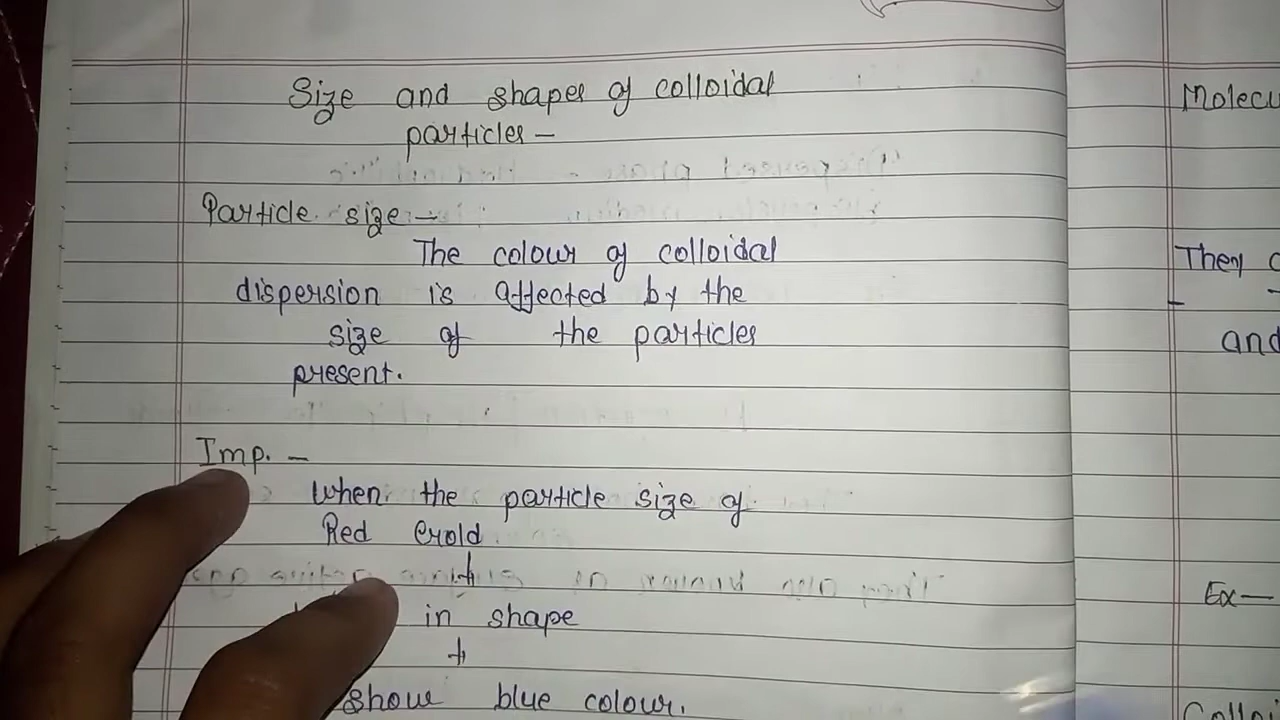 Size and shapes of colloidal
particles -
Particle size :-
The colour of colloidal
dispersion is affected by the
size of the particles
present.
Imp. -
When the particle size of
Red Gold
in shape
show blue colour.
Molecu
They
and
Ex-
Colloi